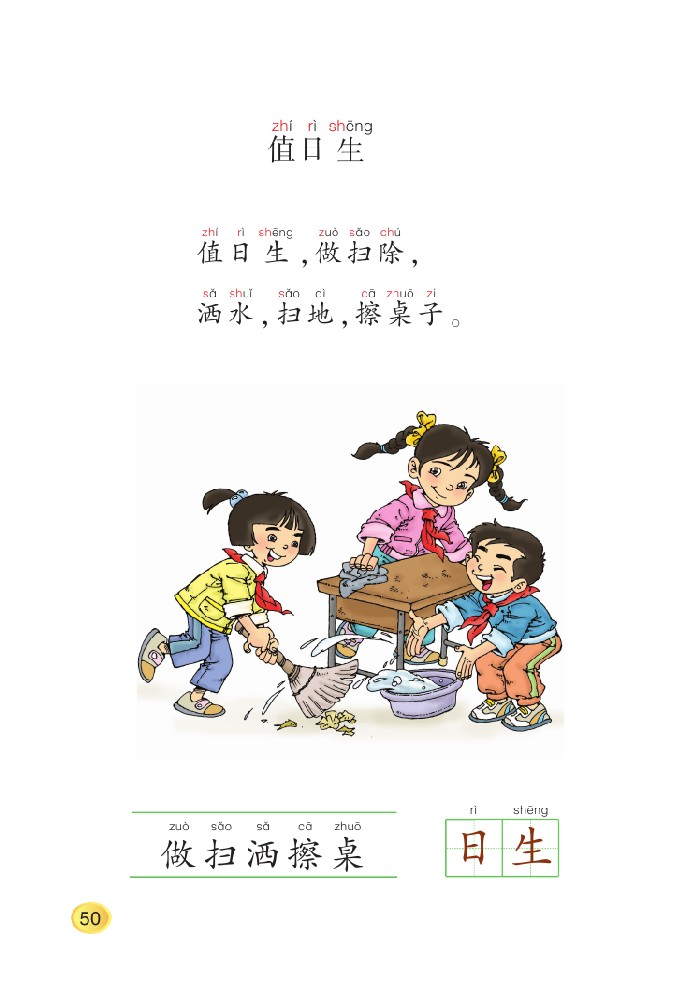 zhí rì shēng
值日生
zhí rì shēng zuò sǎo chú
值日生,做扫除,
sǎ shuǐ sǎo cì cā zhuō zi
洒水,扫地,擦桌子。
zuò sǎo sǎ cā zhuō
做扫洒擦桌
rì shēng
日生
50